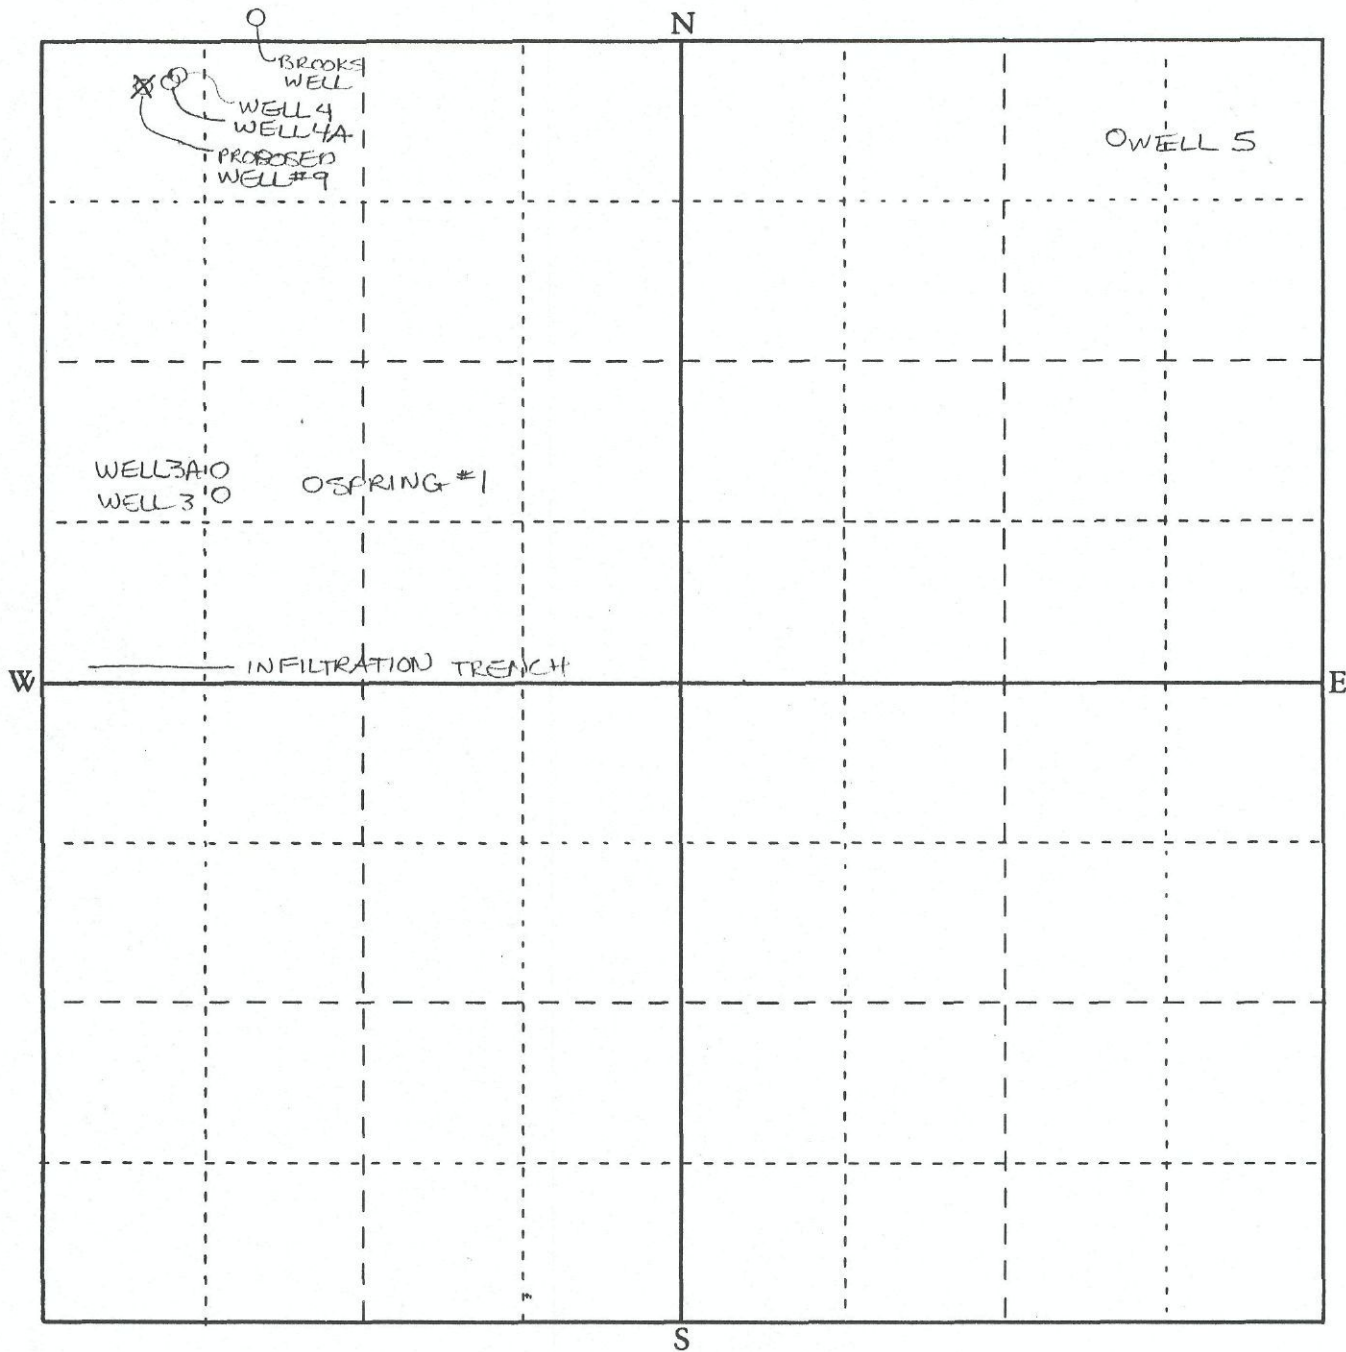 N
BROOKS
WELL
WELL 4
WELL 4A
PROPOSED
WELL #9
O WELL 5
WELL 3A O
WELL 3 O
O SPRING #1
INFILTRATION TRENCH
W
E
S